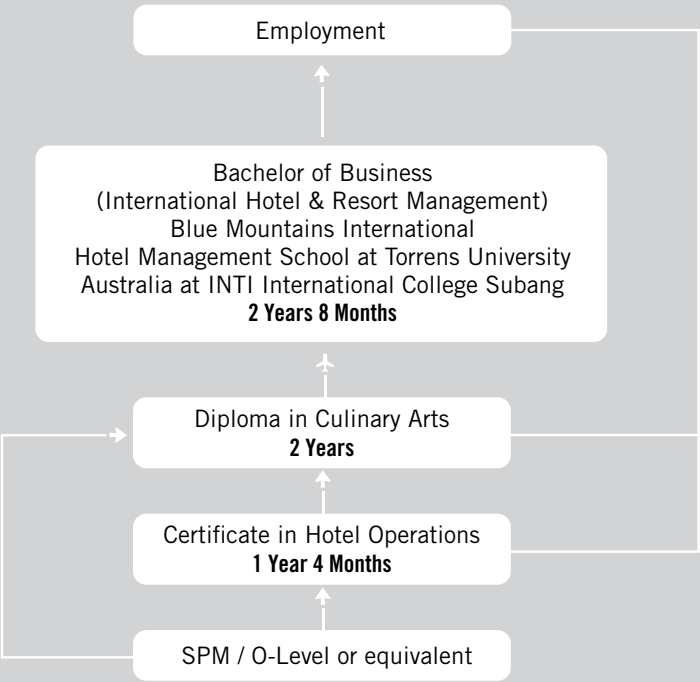 Employment
Bachelor of Business
(International Hotel & Resort Management)
Blue Mountains International
Hotel Management School at Torrens University
Australia at INTI International College Subang
2 Years 8 Months
Diploma in Culinary Arts
2 Years
Certificate in Hotel Operations
1 Year 4 Months
SPM / O-Level or equivalent